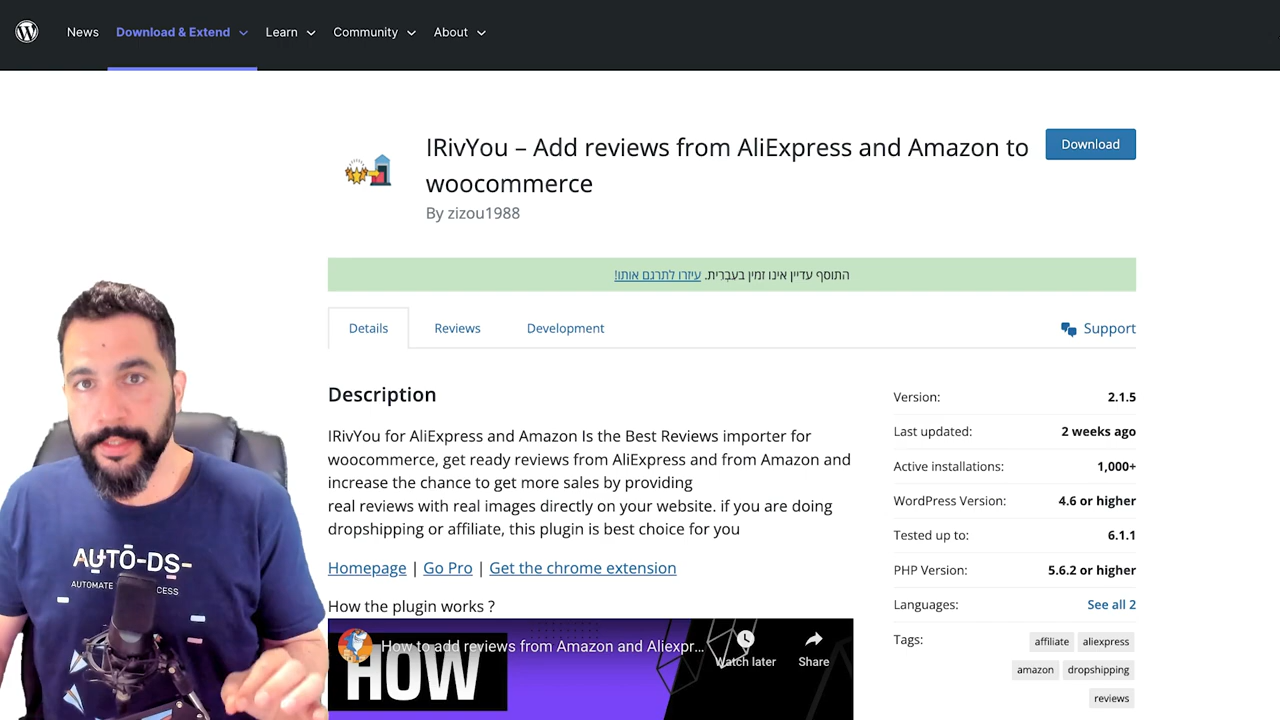 News
Download & Extend
Learn
Community
About
IRivYou – Add reviews from AliExpress and Amazon to
woocommerce
By zizou1988
Download
התוסף עדיין אינו זמין בעברית. עיזרו לתרגם אותו!
Details
Reviews
Development
Support
Description
IRivYou for AliExpress and Amazon Is the Best Reviews importer for
woocommerce, get ready reviews from AliExpress and from Amazon and
increase the chance to get more sales by providing
real reviews with real images directly on your website. if you are doing
dropshipping or affiliate, this plugin is best choice for you
Homepage | Go Pro | Get the chrome extension
How the plugin works ?
How to add reviews from Amazon and Aliexpr...
Watch later
Share
HOW
Version: 2.1.5
Last updated: 2 weeks ago
Active installations: 1,000+
WordPress Version: 4.6 or higher
Tested up to: 6.1.1
PHP Version: 5.6.2 or higher
Languages: See all 2
Tags: affiliate aliexpress
amazon dropshipping
reviews
AUTO-DS-
AUTOMATE